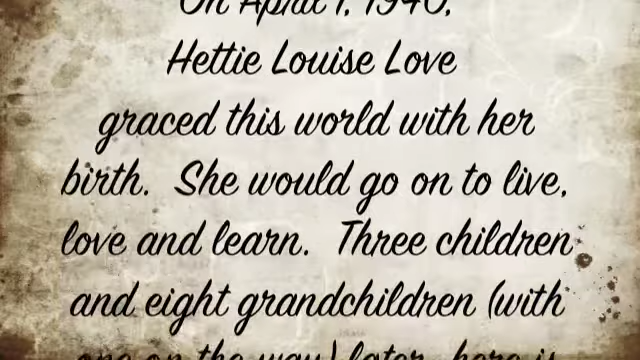 On April 1, 1940,
Hettie Louise Love
graced this world with her
birth. She would go on to live,
love and learn. Three children
and eight grandchildren (with
one on the way) later, here is